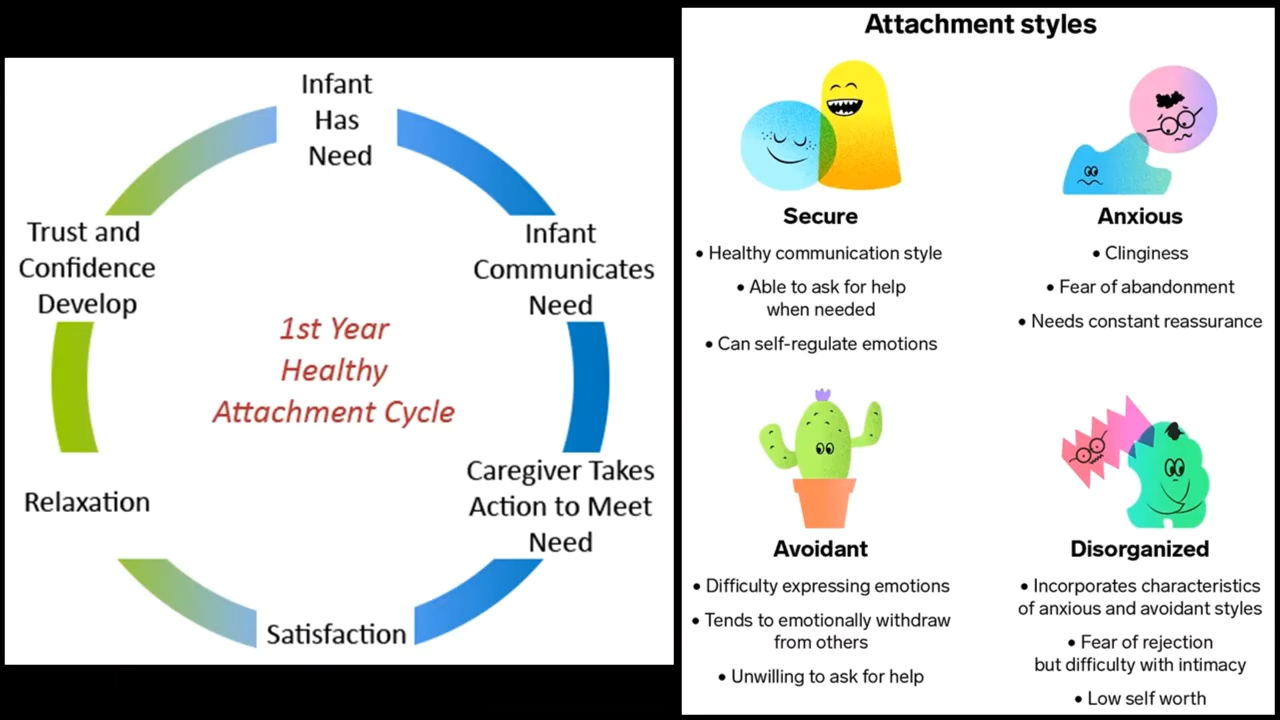 Infant
Has
Need
Infant
Communicates
Need
Caregiver Takes
Action to Meet
Need
Satisfaction
Relaxation
Trust and
Confidence
Develop
1st Year
Healthy
Attachment Cycle
Attachment styles
Secure
• Healthy communication style
• Able to ask for help
when needed
• Can self-regulate emotions
Anxious
• Clinginess
• Fear of abandonment
• Needs constant reassurance
Avoidant
• Difficulty expressing emotions
• Tends to emotionally withdraw
from others
• Unwilling to ask for help
Disorganized
• Incorporates characteristics
of anxious and avoidant styles
• Fear of rejection
but difficulty with intimacy
• Low self worth